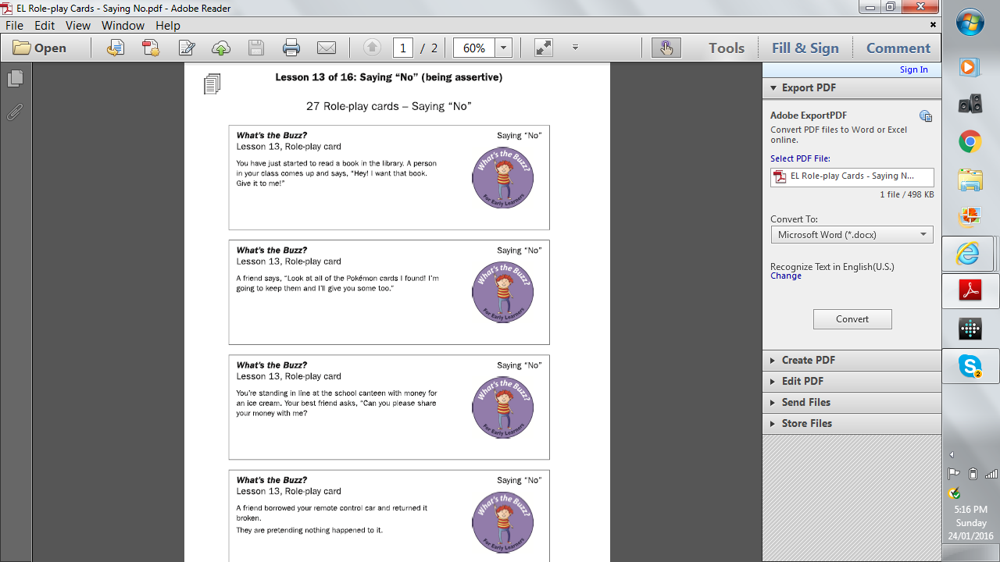 EL Role-play Cards - Saying No.pdf - Adobe Reader
File Edit View Window Help
Open
1 / 2
60%
Tools
Fill & Sign
Comment
Sign In
Lesson 13 of 16: Saying “No” (being assertive)
27 Role-play cards – Saying “No”
What's the Buzz? Saying “No”
Lesson 13, Role-play card
You have just started to read a book in the library. A person
in your class comes up and says, “Hey! I want that book.
Give it to me!”
What's the Buzz?
For Early Learners
What's the Buzz? Saying “No”
Lesson 13, Role-play card
A friend says, “Look at all of the Pokémon cards I found! I'm
going to keep them and I'll give you some too.”
What's the Buzz?
For Early Learners
What's the Buzz? Saying “No”
Lesson 13, Role-play card
You're standing in line at the school canteen with money for
an ice cream. Your best friend asks, “Can you please share
your money with me?
What's the Buzz?
For Early Learners
What's the Buzz? Saying “No”
Lesson 13, Role-play card
A friend borrowed your remote control car and returned it
broken.
They are pretending nothing happened to it.
What's the Buzz?
For Early Learners
Export PDF
Adobe ExportPDF
Convert PDF files to Word or Excel
online.
Select PDF File:
EL Role-play Cards - Saying N...
1 file / 498 KB
Convert To:
Microsoft Word (*.docx)
Recognize Text in English(U.S.)
Change
Convert
Create PDF
Edit PDF
Send Files
Store Files
S
2
5:16 PM
Sunday
24/01/2016